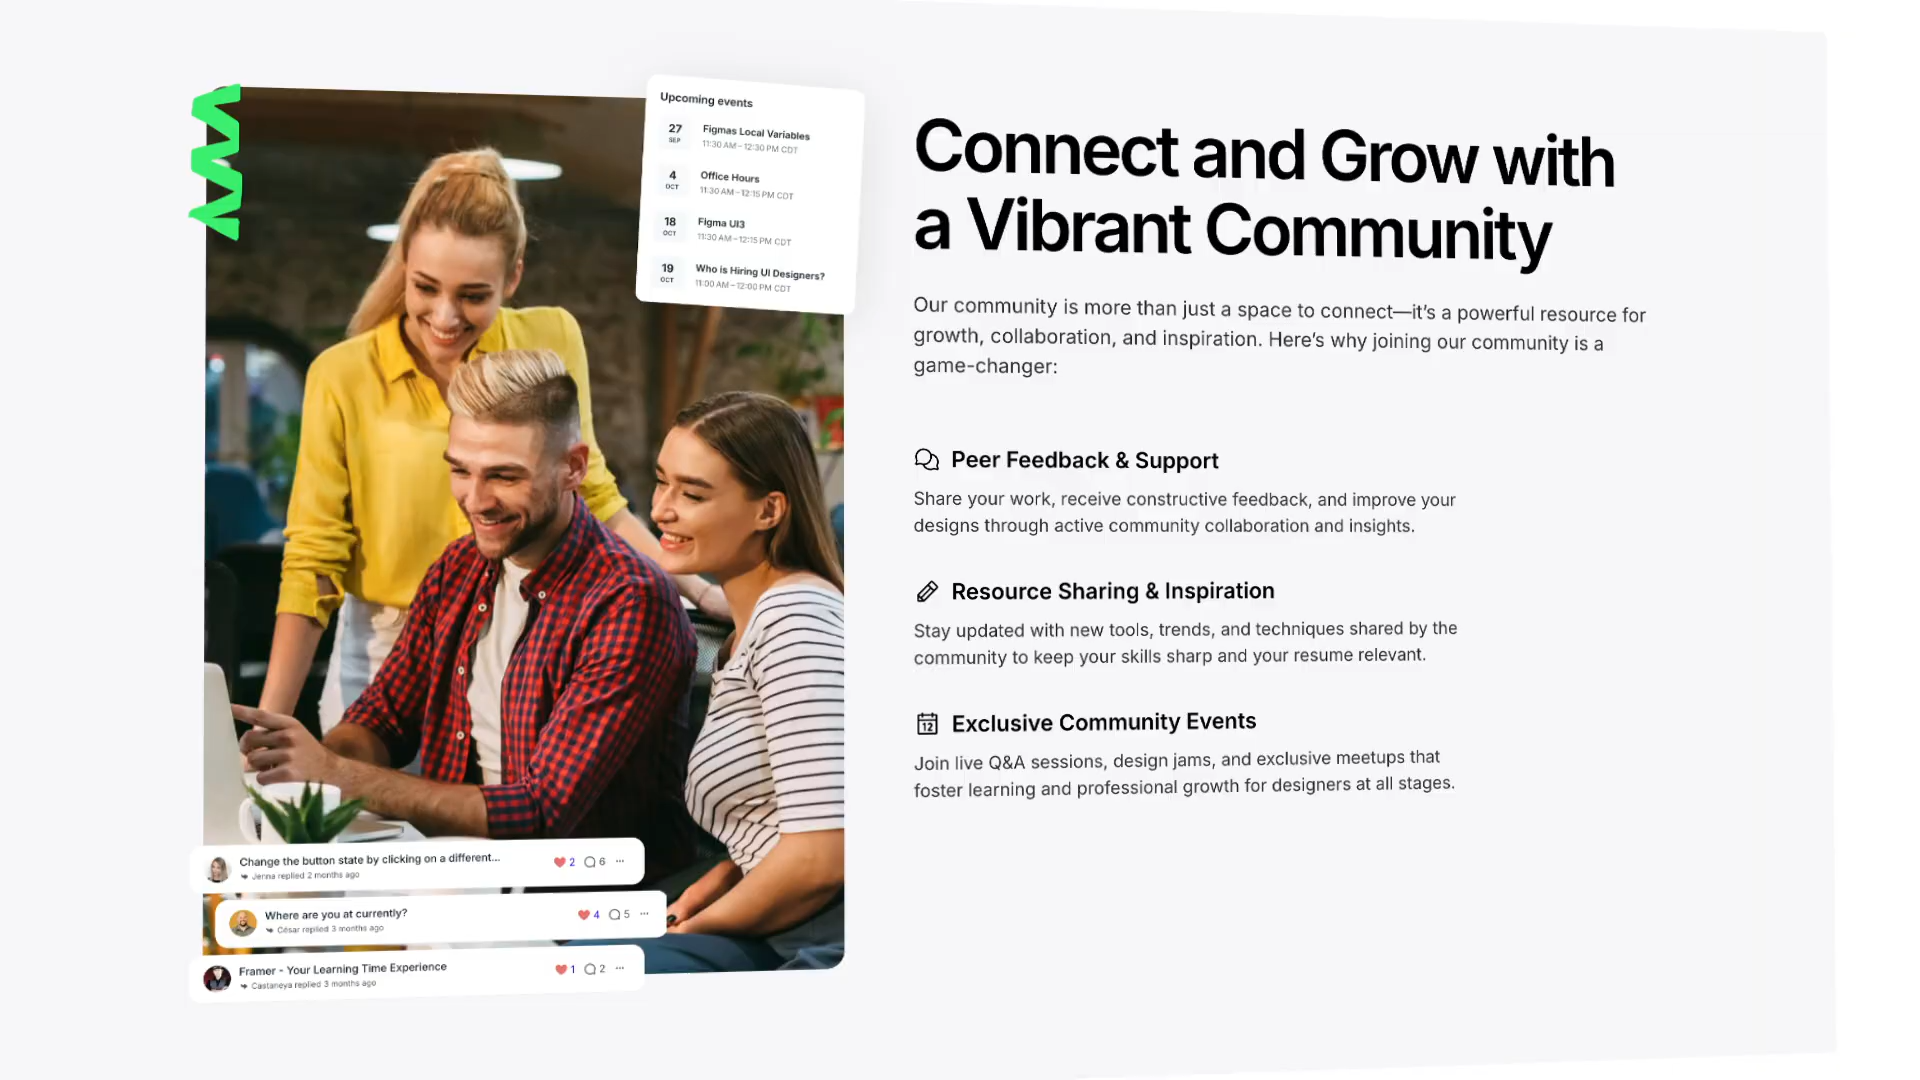 Upcoming events
27
SEP
Figmas Local Variables
11:30 AM – 12:30 PM CDT
4
OCT
Office Hours
11:30 AM – 12:15 PM CDT
18
OCT
Figma UI3
11:30 AM – 12:15 PM CDT
19
OCT
Who is Hiring UI Designers?
11:00 AM – 12:00 PM CDT
Connect and Grow with
a Vibrant Community
Our community is more than just a space to connect—it’s a powerful resource for
growth, collaboration, and inspiration. Here’s why joining our community is a
game-changer:
Peer Feedback & Support
Share your work, receive constructive feedback, and improve your
designs through active community collaboration and insights.
Resource Sharing & Inspiration
Stay updated with new tools, trends, and techniques shared by the
community to keep your skills sharp and your resume relevant.
12
Exclusive Community Events
Join live Q&A sessions, design jams, and exclusive meetups that
foster learning and professional growth for designers at all stages.
Change the button state by clicking on a different...
2 6 ...
Jenna replied 2 months ago
Where are you at currently?
4 5 ...
César replied 3 months ago
Framer - Your Learning Time Experience
1 2 ...
Castaneya replied 3 months ago